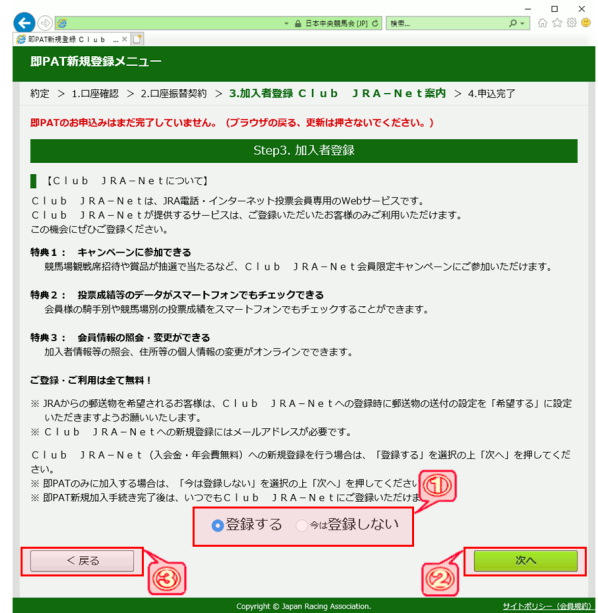 日本中央競馬会 [JP]
検索...
即PAT新規登録 Club ...
即PAT新規登録メニュー
約定 > 1.口座確認 > 2.口座振替契約 > 3.加入者登録 Club JRA-Net案内 > 4.申込完了
即PATのお申込みはまだ完了していません。(ブラウザの戻る、更新は押さないでください。)
Step3. 加入者登録
【Club JRA-Netについて】
Club JRA-Netは、JRA電話・インターネット投票会員専用のWebサービスです。
Club JRA-Netが提供するサービスは、ご登録いただいたお客様のみご利用いただけます。
この機会にぜひご登録ください。
特典1: キャンペーンに参加できる
競馬場観戦席招待や賞品が抽選で当たるなど、Club JRA-Net会員限定キャンペーンにご参加いただけます。
特典2: 投票成績等のデータがスマートフォンでもチェックできる
会員様の騎手別や競馬場別の投票成績をスマートフォンでもチェックすることができます。
特典3: 会員情報の照会・変更ができる
加入者情報等の照会、住所等の個人情報の変更がオンラインでできます。
ご登録・ご利用は全て無料!
※ JRAからの郵送物を希望されるお客様は、Club JRA-Netへの登録時に郵送物の送付の設定を「希望する」に設定
いただきますようお願いいたします。
※ Club JRA-Netへの新規登録にはメールアドレスが必要です。
Club JRA-Net(入会金・年会費無料)への新規登録を行う場合は、「登録する」を選択の上「次へ」を押してくだ
さい。
※ 即PATのみに加入する場合は、「今は登録しない」を選択の上「次へ」を押してください
※ 即PAT新規加入手続き完了後は、いつでもClub JRA-Netにご登録いただけま
①
登録する 今は登録しない
< 戻る
次へ
③
②
Copyright © Japan Racing Association.
サイトポリシー(会員規約)